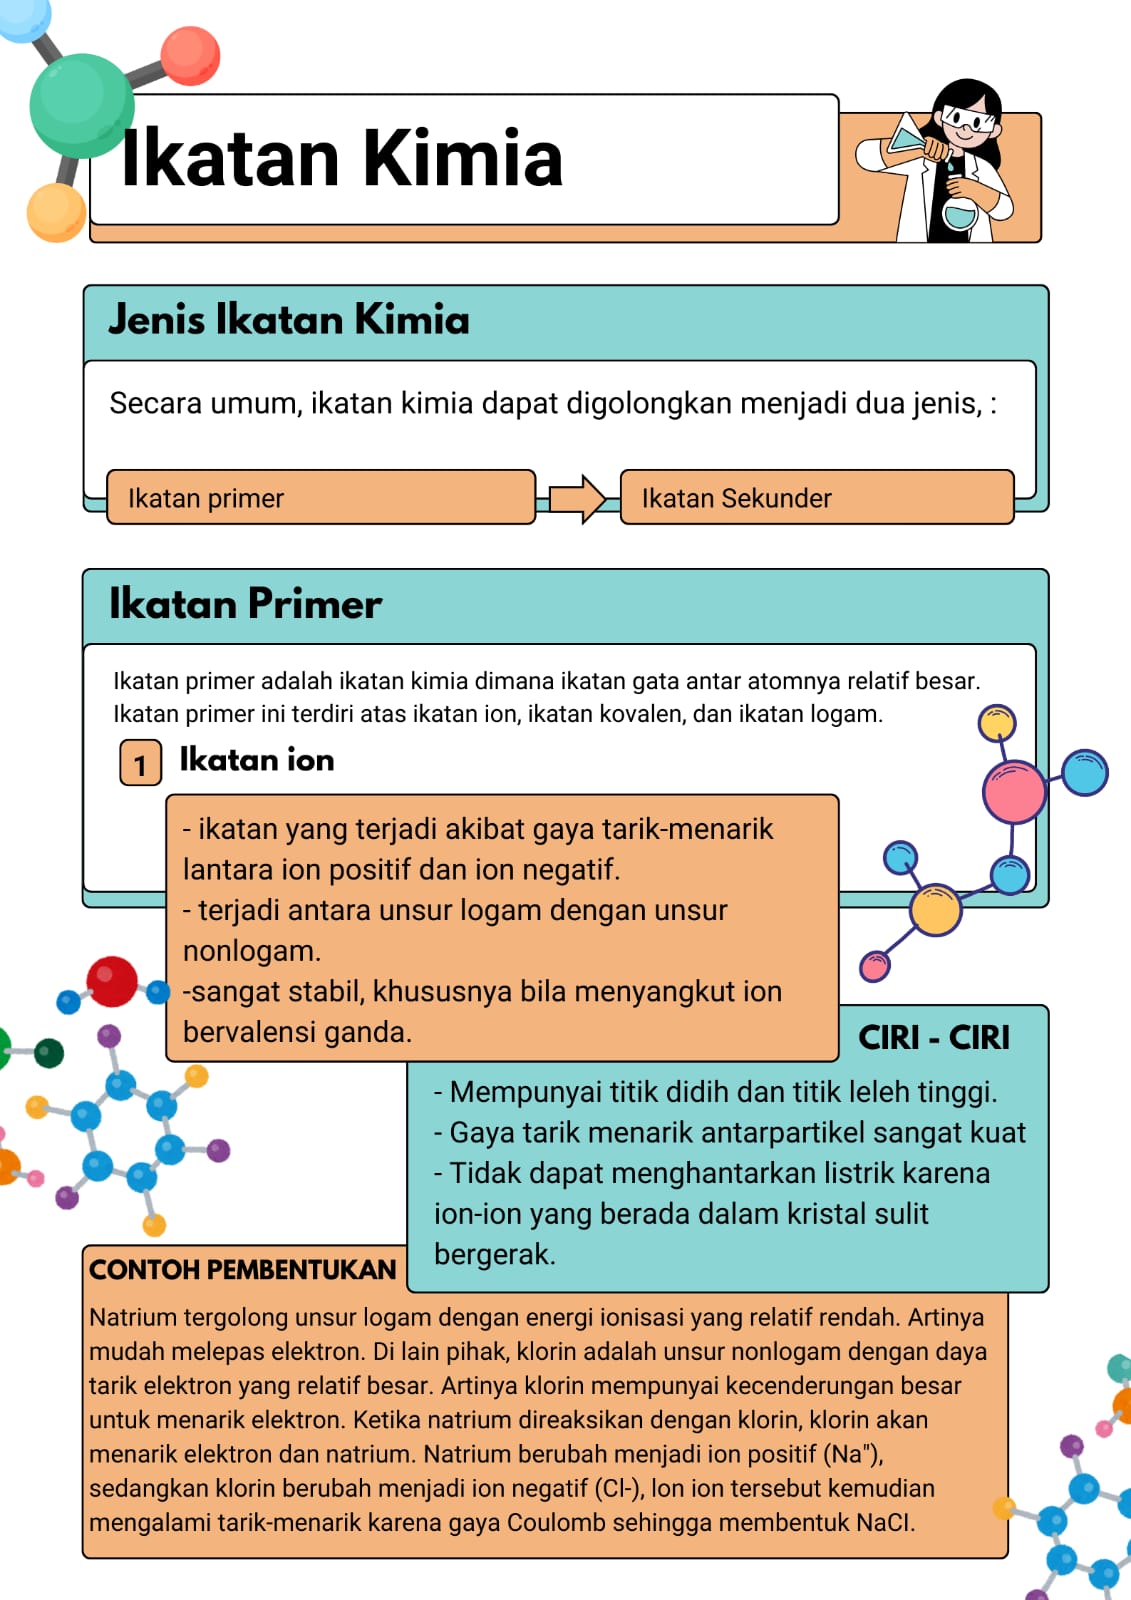 Ikatan Kimia
Jenis Ikatan Kimia
Secara umum, ikatan kimia dapat digolongkan menjadi dua jenis, :
Ikatan primer
Ikatan Sekunder
Ikatan Primer
Ikatan primer adalah ikatan kimia dimana ikatan gata antar atomnya relatif besar.
Ikatan primer ini terdiri atas ikatan ion, ikatan kovalen, dan ikatan logam.
1 Ikatan ion
- ikatan yang terjadi akibat gaya tarik-menarik
lantara ion positif dan ion negatif.
- terjadi antara unsur logam dengan unsur
nonlogam.
-sangat stabil, khususnya bila menyangkut ion
bervalensi ganda.
CIRI - CIRI
- Mempunyai titik didih dan titik leleh tinggi.
- Gaya tarik menarik antarpartikel sangat kuat
- Tidak dapat menghantarkan listrik karena
ion-ion yang berada dalam kristal sulit
bergerak.
CONTOH PEMBENTUKAN
Natrium tergolong unsur logam dengan energi ionisasi yang relatif rendah. Artinya
mudah melepas elektron. Di lain pihak, klorin adalah unsur nonlogam dengan daya
tarik elektron yang relatif besar. Artinya klorin mempunyai kecenderungan besar
untuk menarik elektron. Ketika natrium direaksikan dengan klorin, klorin akan
menarik elektron dan natrium. Natrium berubah menjadi ion positif (Na"),
sedangkan klorin berubah menjadi ion negatif (Cl-), lon ion tersebut kemudian
mengalami tarik-menarik karena gaya Coulomb sehingga membentuk NaCl.